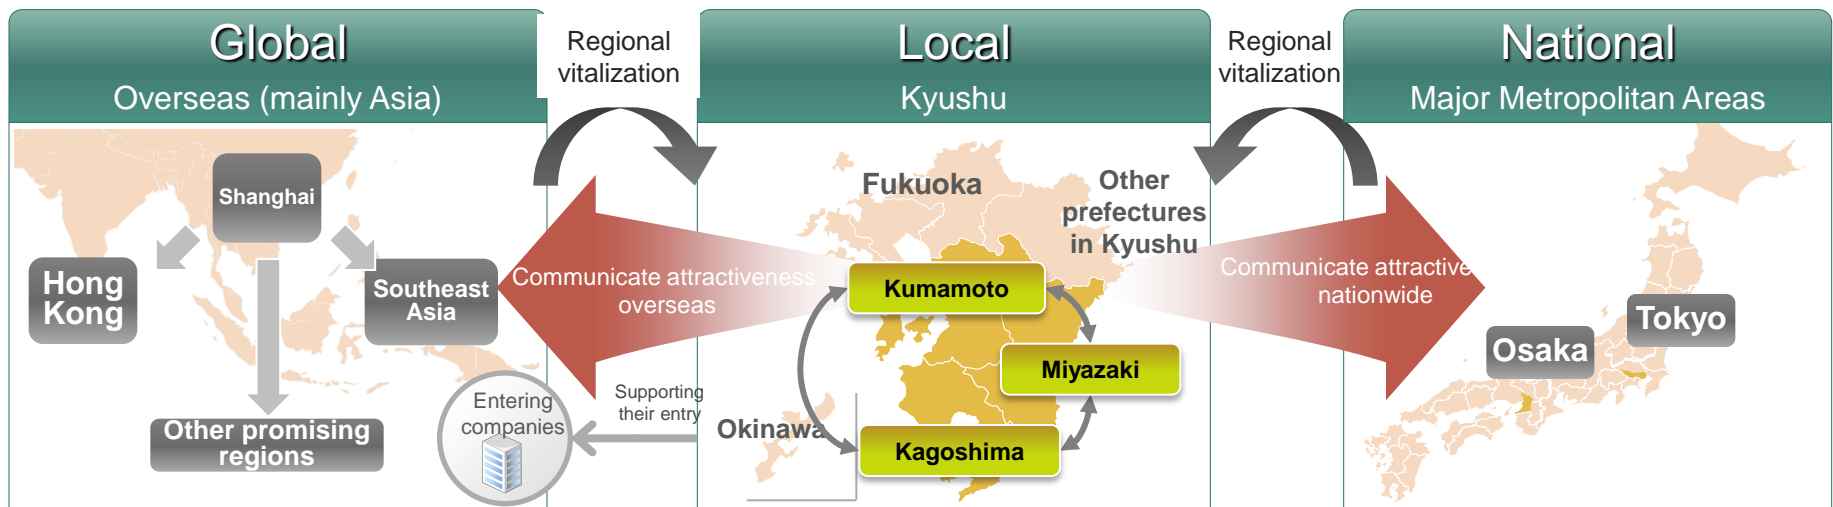 Global
Overseas (mainly Asia)
Regional
vitalization
Local
Kyushu
Regional
vitalization
National
Major Metropolitan Areas
Shanghai
Hong
Kong
Southeast
Asia
Other promising
regions
Communicate attractiveness
overseas
Entering
companies
Supporting
their entry
Fukuoka
Other
prefectures
in Kyushu
Kumamoto
Miyazaki
Kagoshima
Okinawa
Communicate attractive
nationwide
Tokyo
Osaka